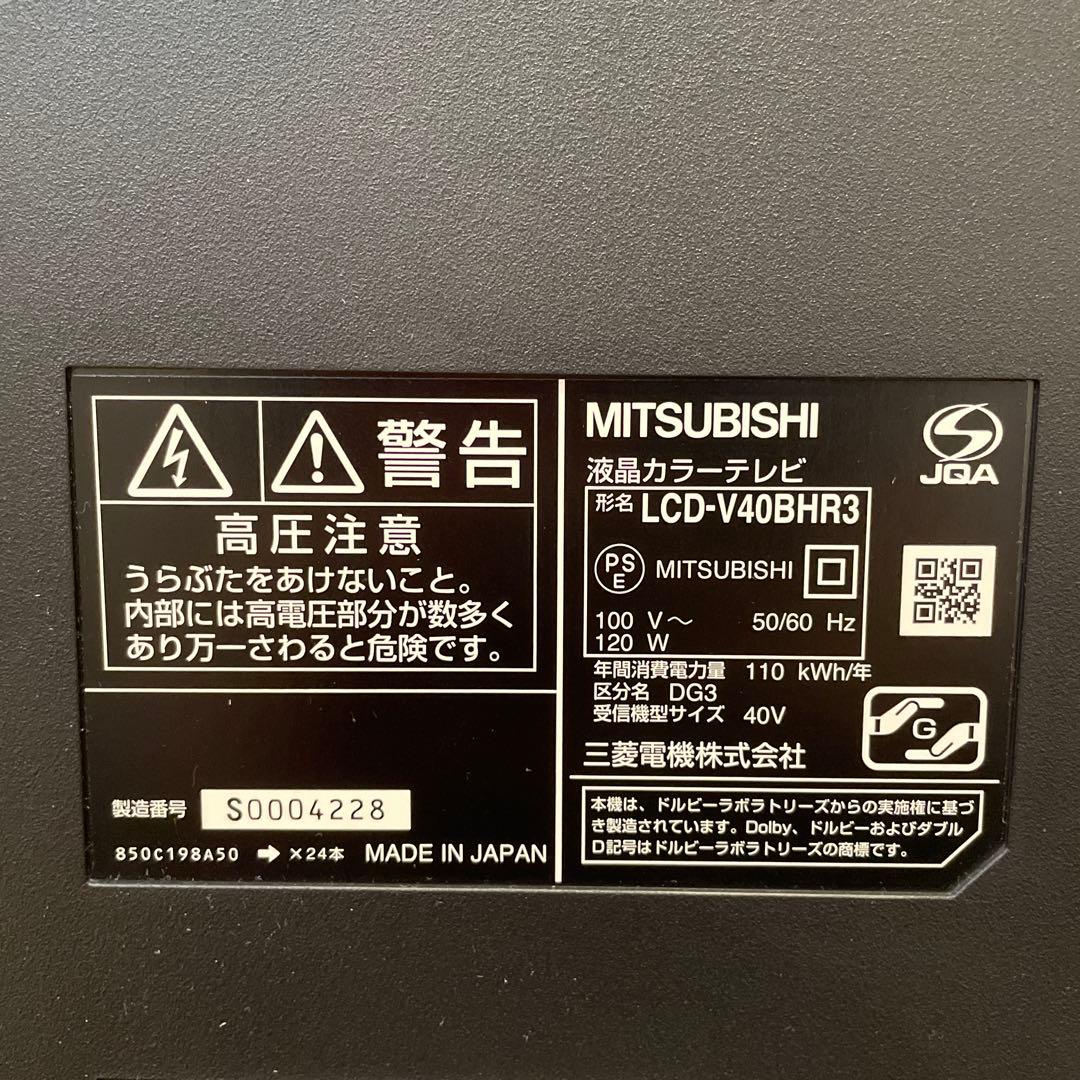 警告
高圧注意
うらぶたをあけないこと。
内部には高電圧部分が数多く
あり万一さわると危険です。
製造番号 S0004228
850C198A50 ➡ ×24本 MADE IN JAPAN
MITSUBISHI
JQA
液晶カラーテレビ
形名 LCD-V40BHR3
PS
E
MITSUBISHI
100 V～ 50/60 Hz
120 W
年間消費電力量 110 kWh/年
区分名 DG3
受信機型サイズ 40V
G
三菱電機株式会社
本機は、ドルビーラボラトリーズからの実施権に基づ
き製造されています。Dolby、ドルビーおよびダブル
D記号はドルビーラボラトリーズの商標です。